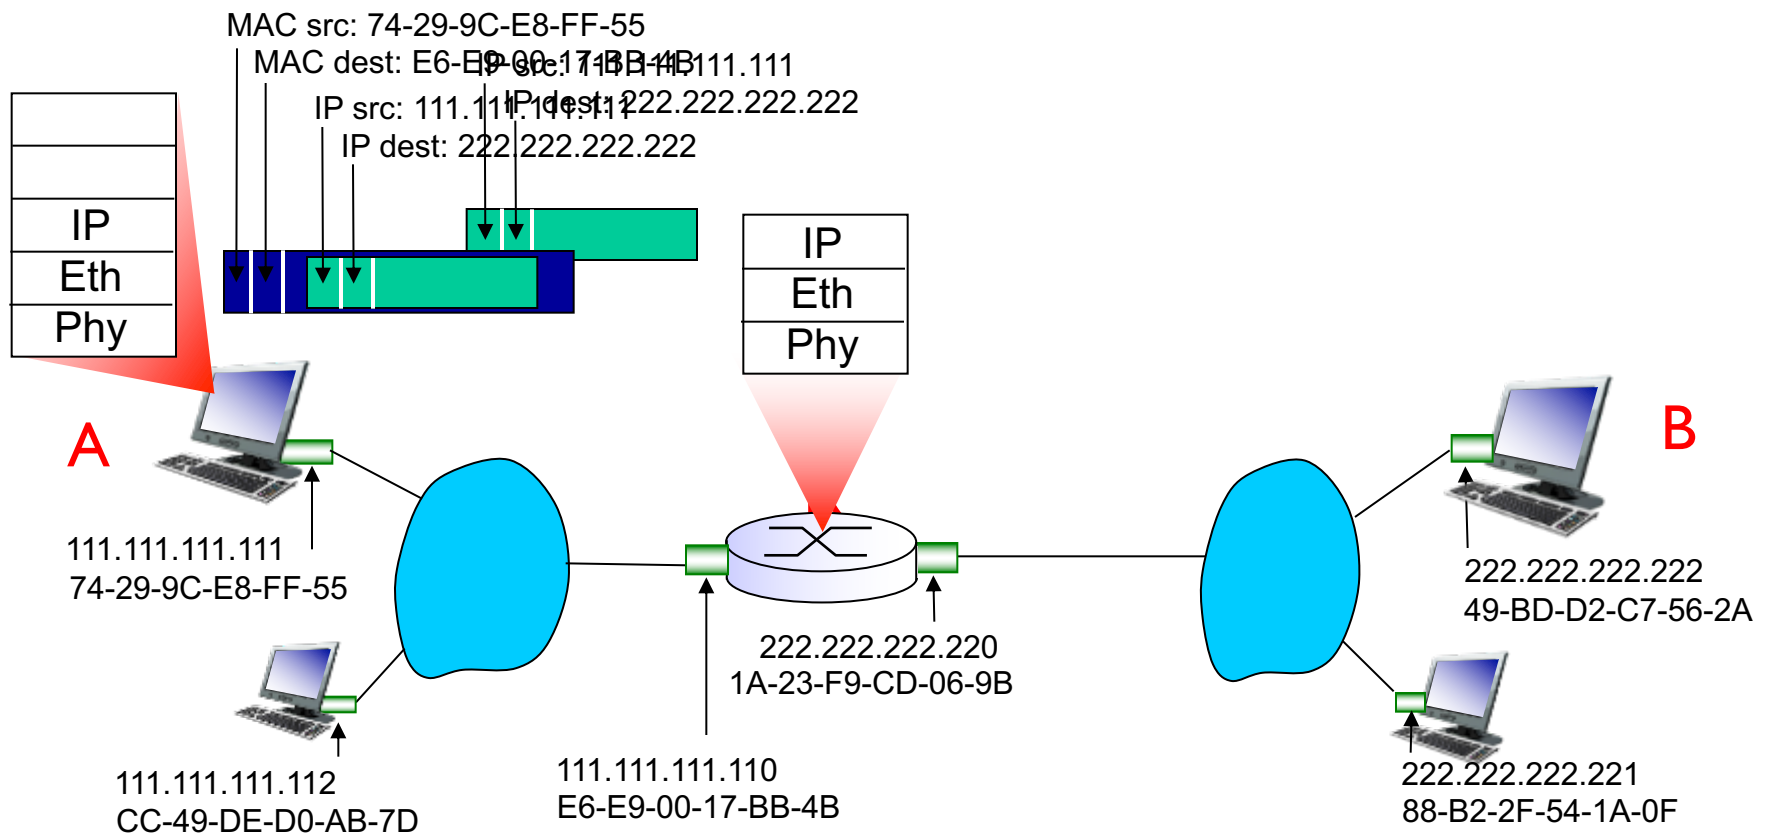 MAC src: 74-29-9C-E8-FF-55
MAC dest: E6-E9-00-17-BB-4B
IP src: 111.111.111.111
IP src: 111.111.111.111
IP dest: 222.222.222.222
IP dest: 222.222.222.222
IP
Eth
Phy
IP
Eth
Phy
A
B
111.111.111.111
74-29-9C-E8-FF-55
222.222.222.222
49-BD-D2-C7-56-2A
222.222.222.220
1A-23-F9-CD-06-9B
111.111.111.112
CC-49-DE-D0-AB-7D
111.111.111.110
E6-E9-00-17-BB-4B
222.222.222.221
88-B2-2F-54-1A-0F